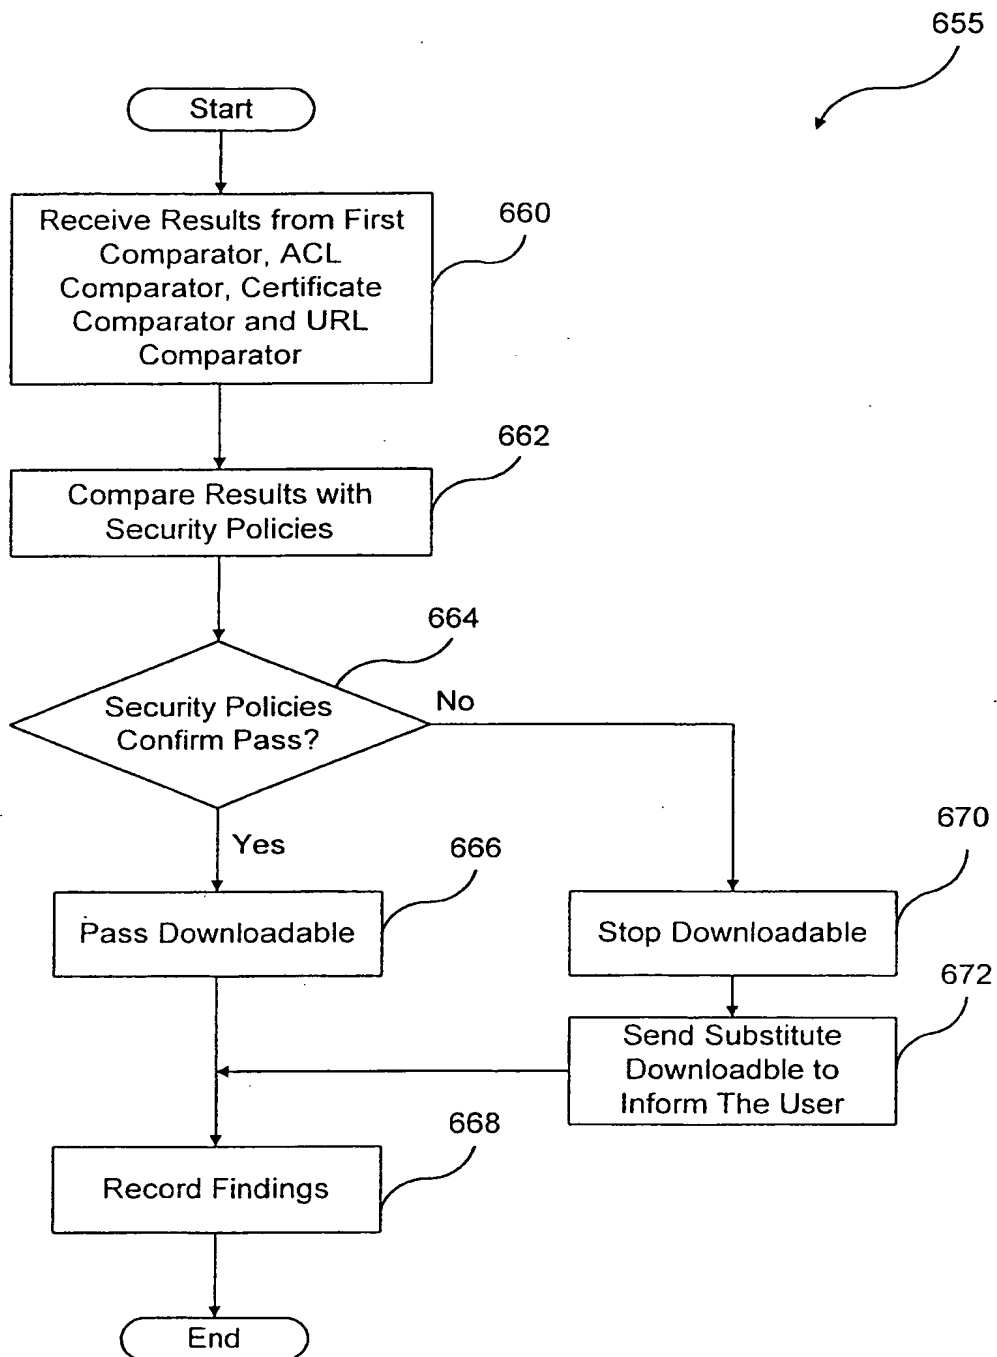 655
Start
Receive Results from First
Comparator, ACL
Comparator, Certificate
Comparator and URL
Comparator
660
Compare Results with
Security Policies
662
Security Policies
Confirm Pass?
664
No
Yes
Pass Downloadable
666
Stop Downloadable
670
Send Substitute
Downloadble to
Inform The User
672
Record Findings
668
End